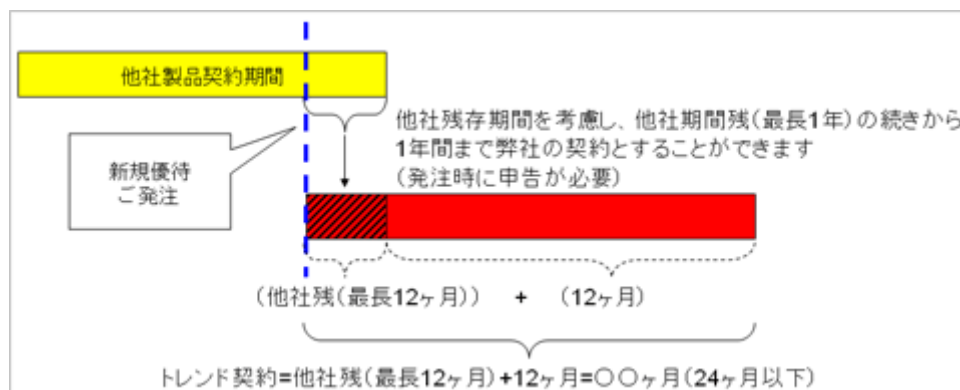 他社製品契約期間
他社残存期間を考慮し、他社期間残(最長1年)の続きから
1年間まで弊社の契約とすることができます
(発注時に申告が必要)
新規優待
ご発注
(他社残(最長12ヶ月)) + (12ヶ月)
トレンド契約=他社残(最長12ヶ月)+12ヶ月=〇〇ヶ月(24ヶ月以下)